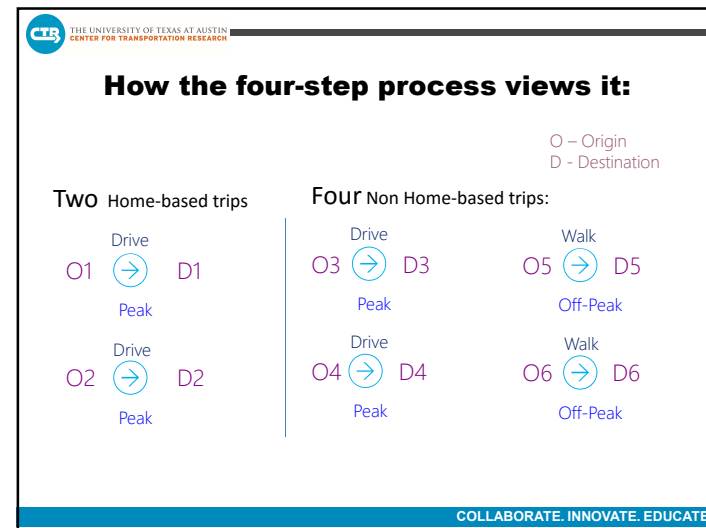 CTR
THE UNIVERSITY OF TEXAS AT AUSTIN
CENTER FOR TRANSPORTATION RESEARCH
How the four-step process views it:
O – Origin
D - Destination
Two Home-based trips
Drive
O1 D1
Peak
Drive
O2 D2
Peak
Four Non Home-based trips:
Drive
O3 D3
Peak
Walk
O5 D5
Off-Peak
Drive
O4 D4
Peak
Walk
O6 D6
Off-Peak
COLLABORATE. INNOVATE. EDUCATE